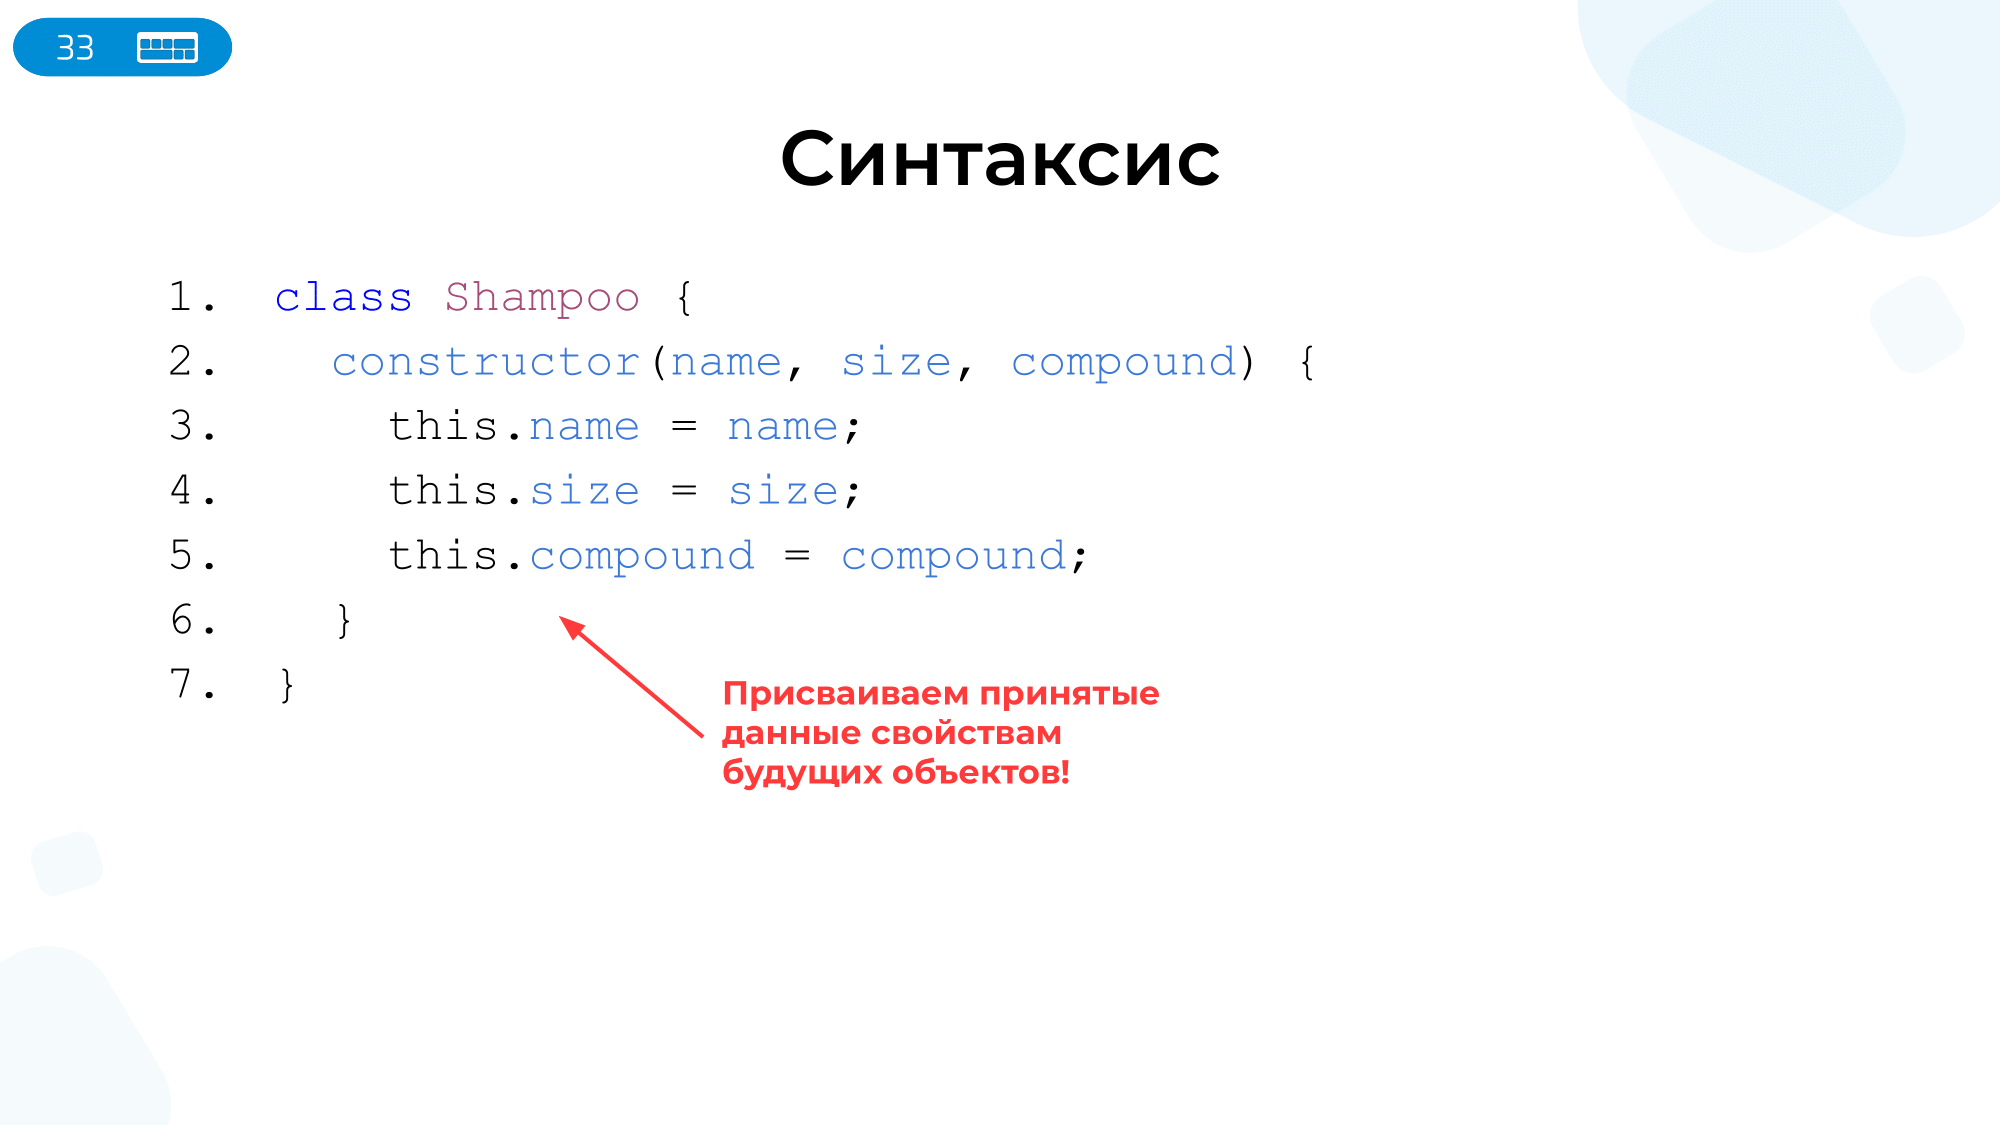 33
Синтаксис
1. class Shampoo {
2. constructor(name, size, compound) {
3. this.name = name;
4. this.size = size;
5. this.compound = compound;
6. }
7. }
Присваиваем принятые
данные свойствам
будущих объектов!